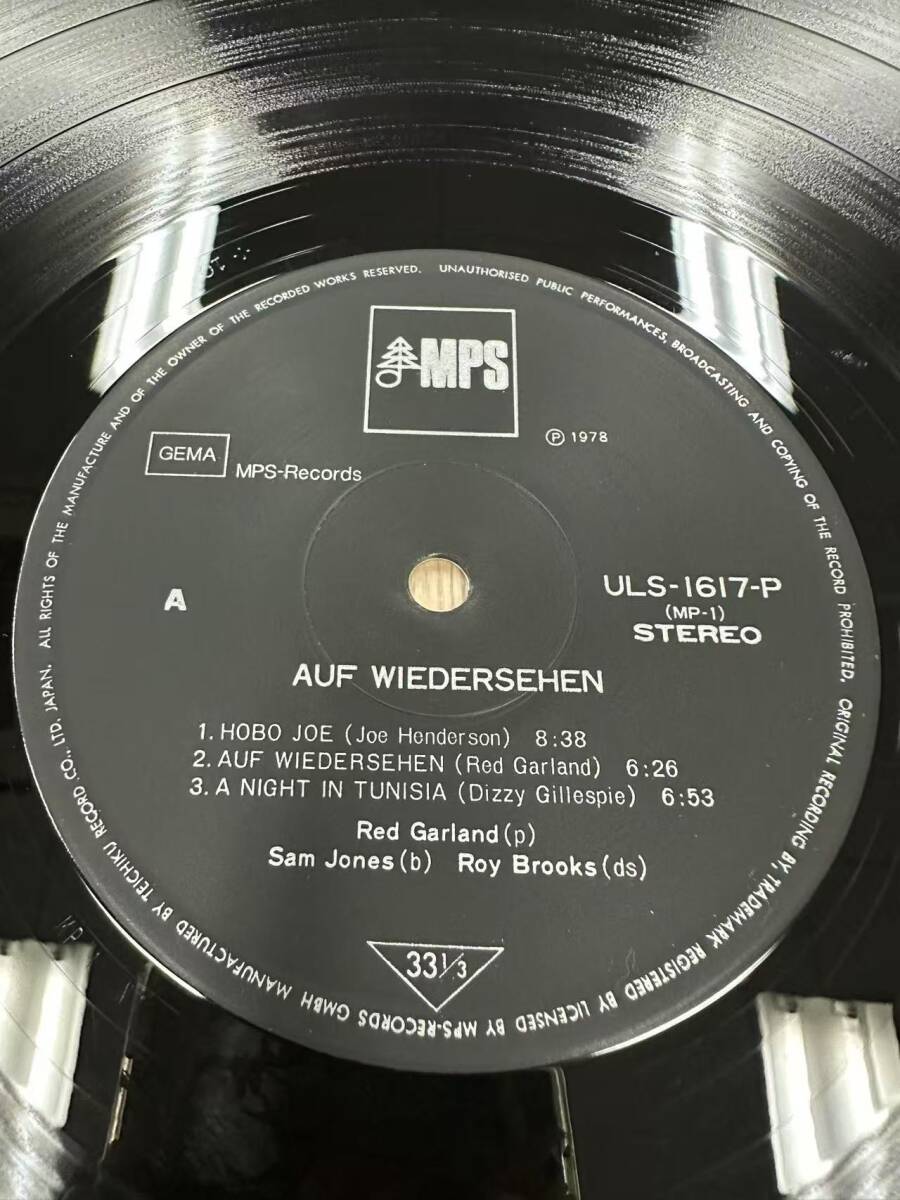 MPS
℗ 1978
GEMA
MPS-Records
A
ULS-1617-P
(MP-1)
STEREO
AUF WIEDERSEHEN
1. HOBO JOE (Joe Henderson) 8:38
2. AUF WIEDERSEHEN (Red Garland) 6:26
3. A NIGHT IN TUNISIA (Dizzy Gillespie) 6:53
Red Garland (p)
Sam Jones (b) Roy Brooks (ds)
33 1/3
MANUFACTURED BY TEICHIKU RECORD CO., LTD. JAPAN. ALL RIGHTS OF THE MANUFACTURE AND OF THE OWNER OF THE RECORDED WORKS RESERVED. UNAUTHORISED PUBLIC PERFORMANCES, BROADCASTING AND COPYING OF THE RECORD PROHIBITED. ORIGINAL RECORDING BY, TRADEMARK REGISTERED BY LICENSED BY MPS-RECORDS GMBH